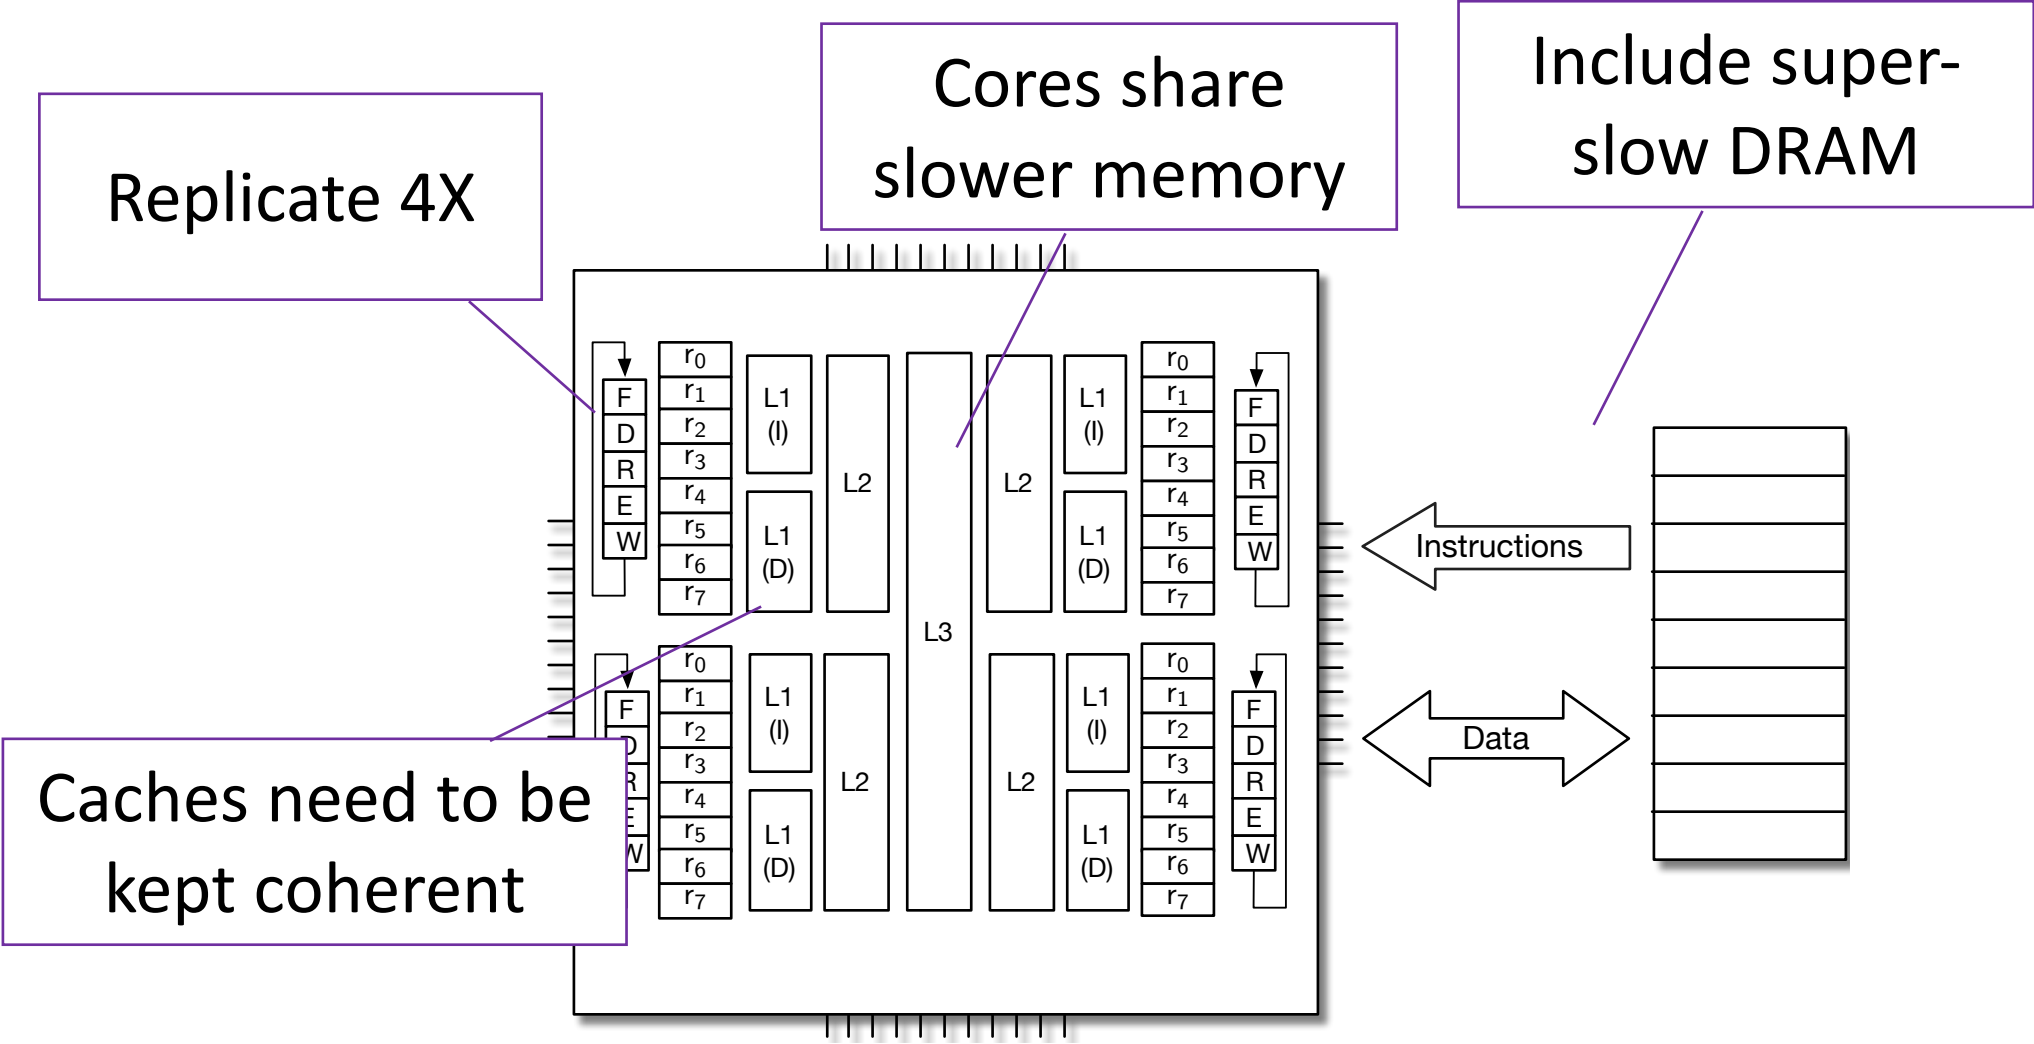 Replicate 4X
Cores share
slower memory
Include super-
slow DRAM
F
D
R
E
W
r0
r1
r2
r3
r4
r5
r6
r7
L1
(I)
L1
(D)
L2
L3
L2
L1
(I)
L1
(D)
r0
r1
r2
r3
r4
r5
r6
r7
F
D
R
E
W
Instructions
Data
Caches need to be
kept coherent
F
D
R
E
W
r0
r1
r2
r3
r4
r5
r6
r7
L1
(I)
L1
(D)
L2
L2
L1
(I)
L1
(D)
r0
r1
r2
r3
r4
r5
r6
r7
F
D
R
E
W